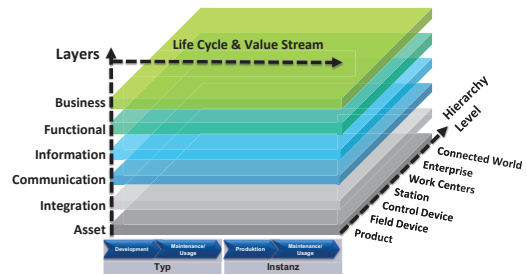 Life Cycle & Value Stream
Layers
Business
Functional
Information
Communication
Integration
Asset
Hierarchy
Level
Connected World
Enterprise
Work Centers
Station
Control Device
Field Device
Product
Development
Maintenance/
Usage
Produktion
Maintenance/
Usage
Typ
Instanz